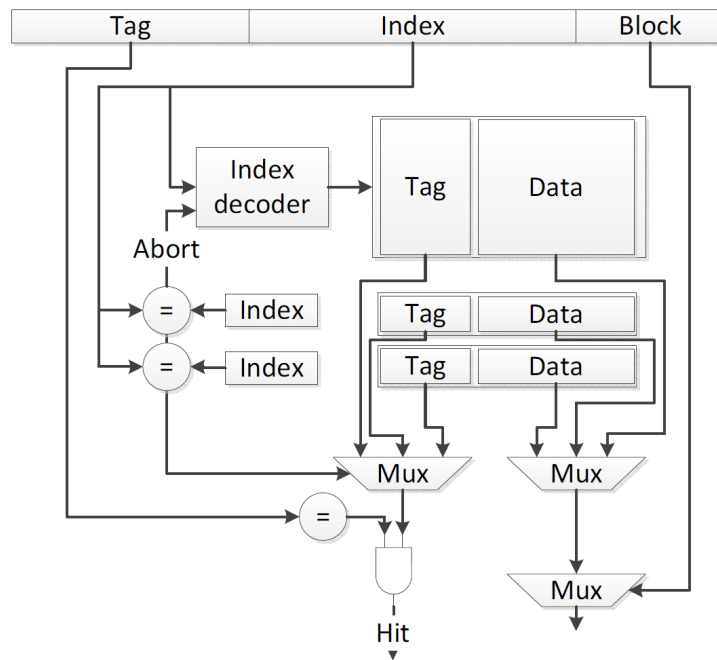 Tag Index Block
Index
decoder
Tag Data
Abort
= Index
Tag Data
= Index
Tag Data
Mux Mux
=
Mux
Hit